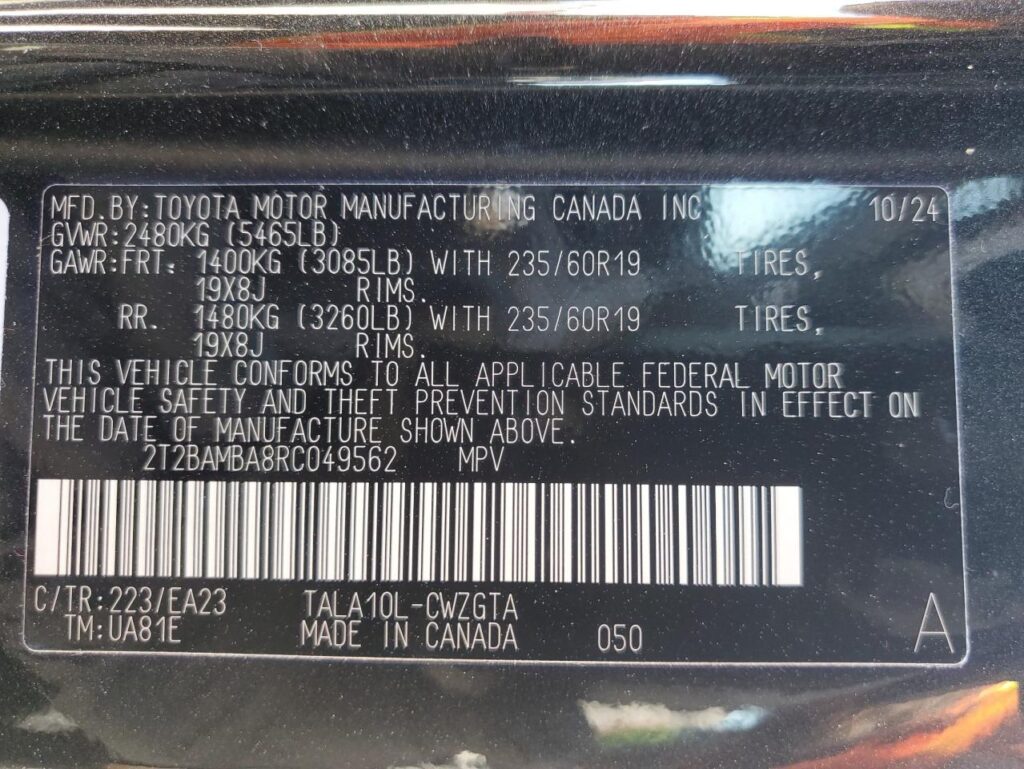 MFD.BY:TOYOTA MOTOR MANUFACTURING CANADA INC 10/24
GVWR:2480KG (5465LB)
GAWR:FRT. 1400KG (3085LB) WITH 235/60R19 TIRES,
19X8J RIMS.
RR. 1480KG (3260LB) WITH 235/60R19 TIRES,
19X8J RIMS.
THIS VEHICLE CONFORMS TO ALL APPLICABLE FEDERAL MOTOR
VEHICLE SAFETY AND THEFT PREVENTION STANDARDS IN EFFECT ON
THE DATE OF MANUFACTURE SHOWN ABOVE.
2T2BAMBA8RC049562 MPV
C/TR:223/EA23 TALA10L-CWZGTA
TM:UA81E MADE IN CANADA 050 A